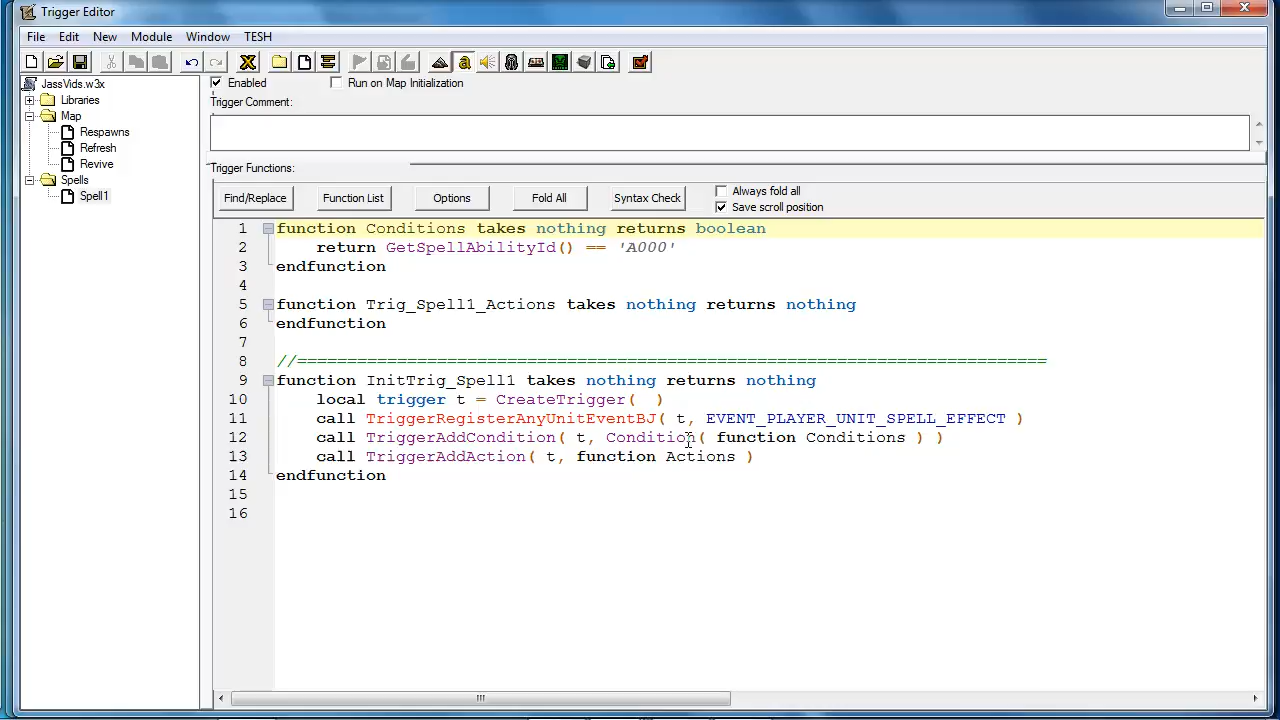 Trigger Editor
File Edit New Module Window TESH
JassVids.w3x
Libraries
Map
Respawns
Refresh
Revive
Spells
Spell1
Enabled Run on Map Initialization
Trigger Comment:
Trigger Functions:
Find/Replace Function List Options Fold All Syntax Check
Always fold all
Save scroll position
1 function Conditions takes nothing returns boolean
2 return GetSpellAbilityId() == 'A000'
3 endfunction
4
5 function Trig_Spell1_Actions takes nothing returns nothing
6 endfunction
7
8 //===========================================================================
9 function InitTrig_Spell1 takes nothing returns nothing
10 local trigger t = CreateTrigger(  )
11 call TriggerRegisterAnyUnitEventBJ( t, EVENT_PLAYER_UNIT_SPELL_EFFECT )
12 call TriggerAddCondition( t, Condition( function Conditions ) )
13 call TriggerAddAction( t, function Actions )
14 endfunction
15
16